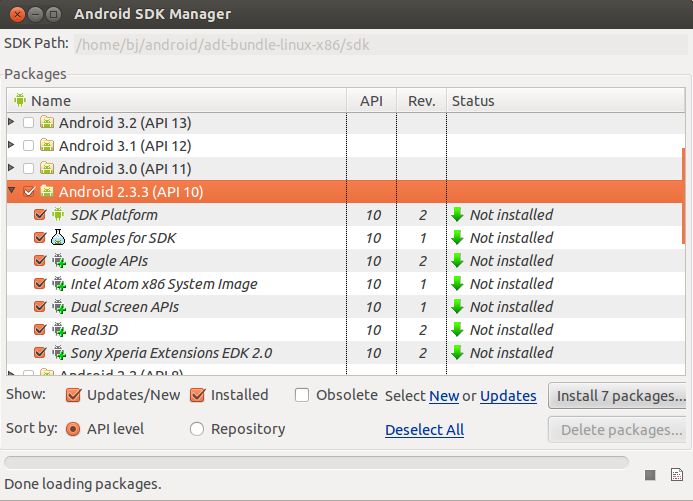 Android SDK Manager
SDK Path: /home/bj/android/adt-bundle-linux-x86/sdk
Packages
Name API Rev. Status
Android 3.2 (API 13)
Android 3.1 (API 12)
Android 3.0 (API 11)
Android 2.3.3 (API 10)
SDK Platform 10 2 Not installed
Samples for SDK 10 1 Not installed
Google APIs 10 2 Not installed
Intel Atom x86 System Image 10 1 Not installed
Dual Screen APIs 10 1 Not installed
Real3D 10 2 Not installed
Sony Xperia Extensions EDK 2.0 10 2 Not installed
Android 2.2 (API 8)
Show: Updates/New Installed Obsolete Select New or Updates Install 7 packages...
Sort by: API level Repository Deselect All Delete packages...
Done loading packages.